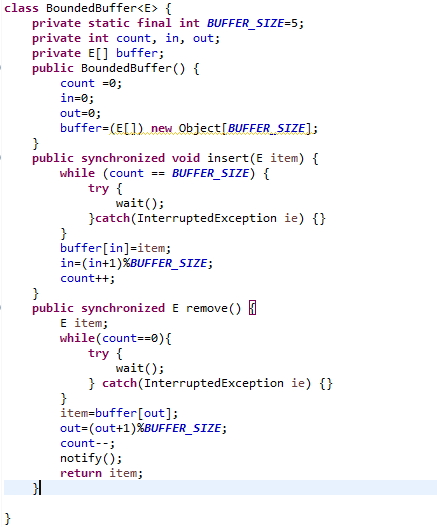 class BoundedBuffer<E> {
    private static final int BUFFER_SIZE=5;
    private int count, in, out;
    private E[] buffer;
    public BoundedBuffer() {
        count =0;
        in=0;
        out=0;
        buffer=(E[]) new Object[BUFFER_SIZE];
    }
    public synchronized void insert(E item) {
        while (count == BUFFER_SIZE) {
            try {
                wait();
            }catch(InterruptedException ie) {}
        }
        buffer[in]=item;
        in=(in+1)%BUFFER_SIZE;
        count++;
    }
    public synchronized E remove() {
        E item;
        while(count==0){
            try {
                wait();
            } catch(InterruptedException ie) {}
        }
        item=buffer[out];
        out=(out+1)%BUFFER_SIZE;
        count--;
        notify();
        return item;
    }
}